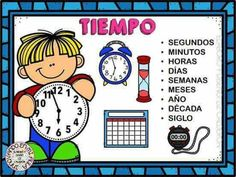 TIEMPO
• SEGUNDOS
• MINUTOS
• HORAS
• DÍAS
• SEMANAS
• MESES
• AÑO
• DÉCADA
• SIGLO